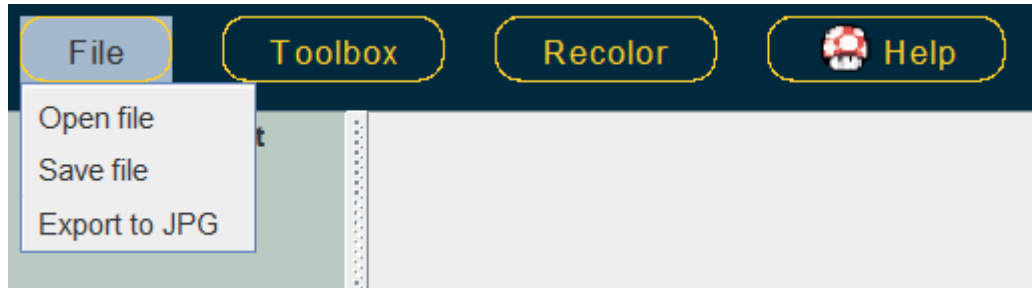 File Toolbox Recolor Help
Open file
Save file
Export to JPG